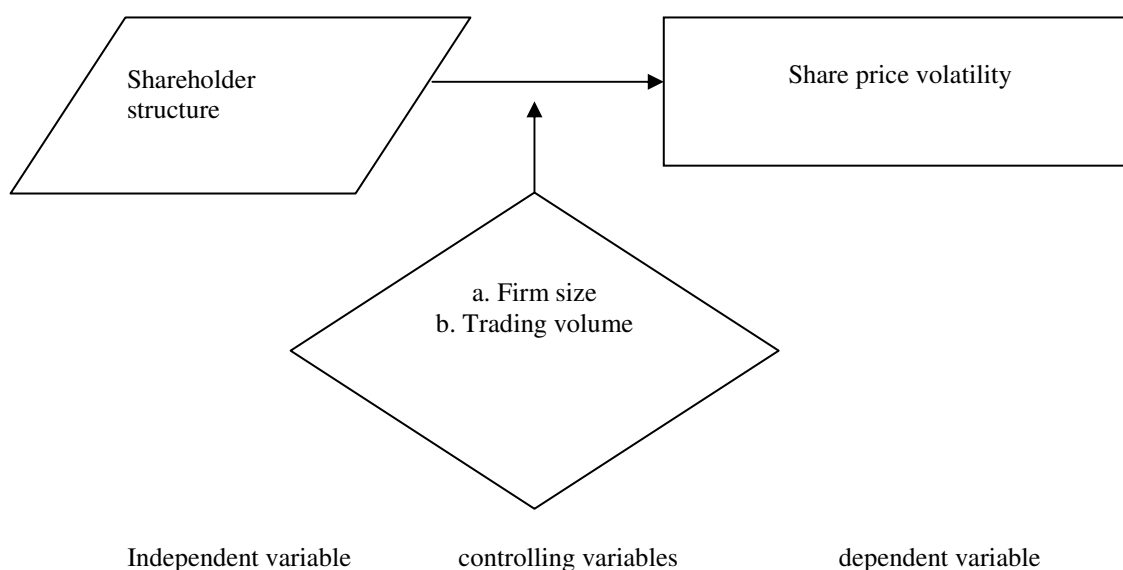 Shareholder
structure
Share price volatility
a. Firm size
b. Trading volume
Independent variable controlling variables dependent variable